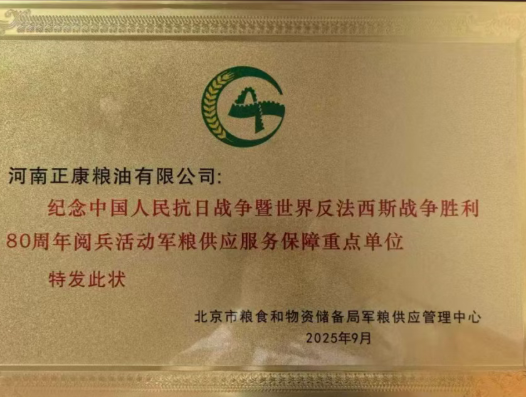 河南正康粮油有限公司:
纪念中国人民抗日战争暨世界反法西斯战争胜利
80周年阅兵活动军粮供应服务保障重点单位
特发此状
北京市粮食和物资储备局军粮供应管理中心
2025年9月